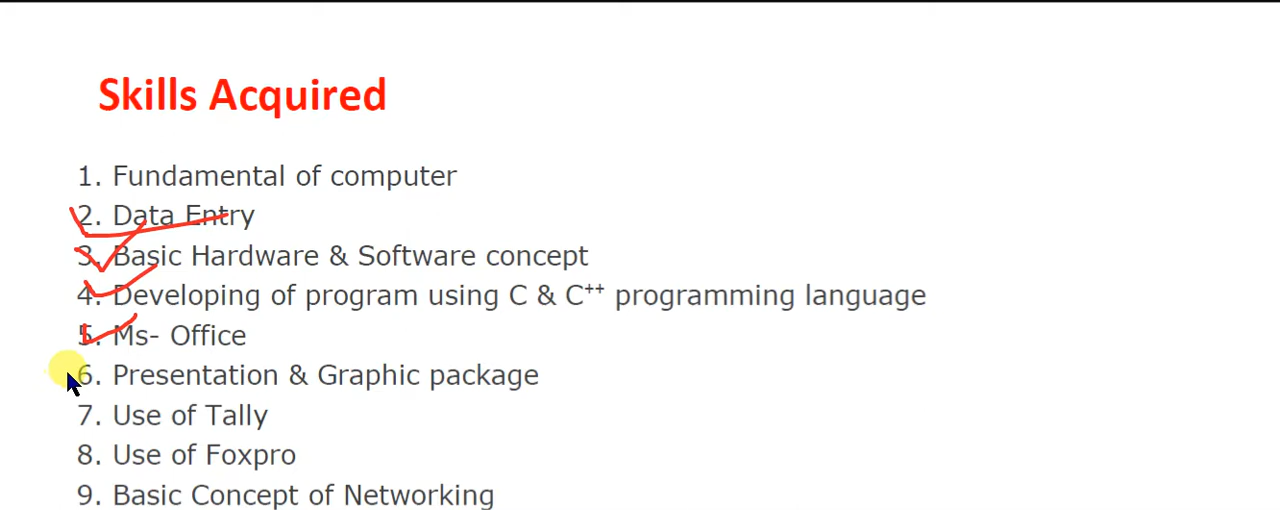 Skills Acquired
1. Fundamental of computer
2. Data Entry
3. Basic Hardware & Software concept
4. Developing of program using C & C++ programming language
5. Ms- Office
6. Presentation & Graphic package
7. Use of Tally
8. Use of Foxpro
9. Basic Concept of Networking